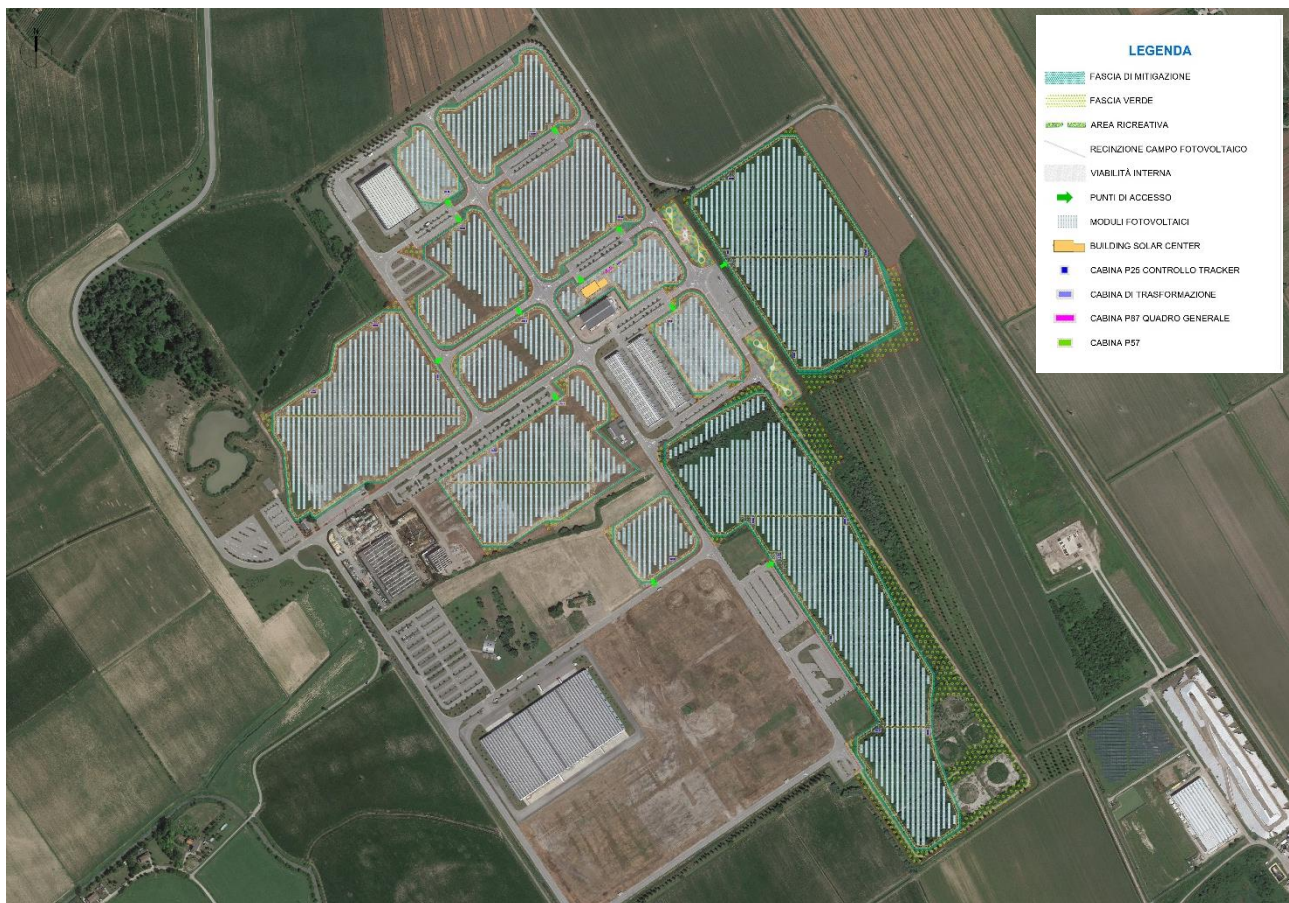 N
LEGENDA
FASCIA DI MITIGAZIONE
FASCIA VERDE
AREA RICREATIVA
RECINZIONE CAMPO FOTOVOLTAICO
VIABILITÀ INTERNA
PUNTI DI ACCESSO
MODULI FOTOVOLTAICI
BUILDING SOLAR CENTER
CABINA P25 CONTROLLO TRACKER
CABINA DI TRASFORMAZIONE
CABINA P87 QUADRO GENERALE
CABINA P57